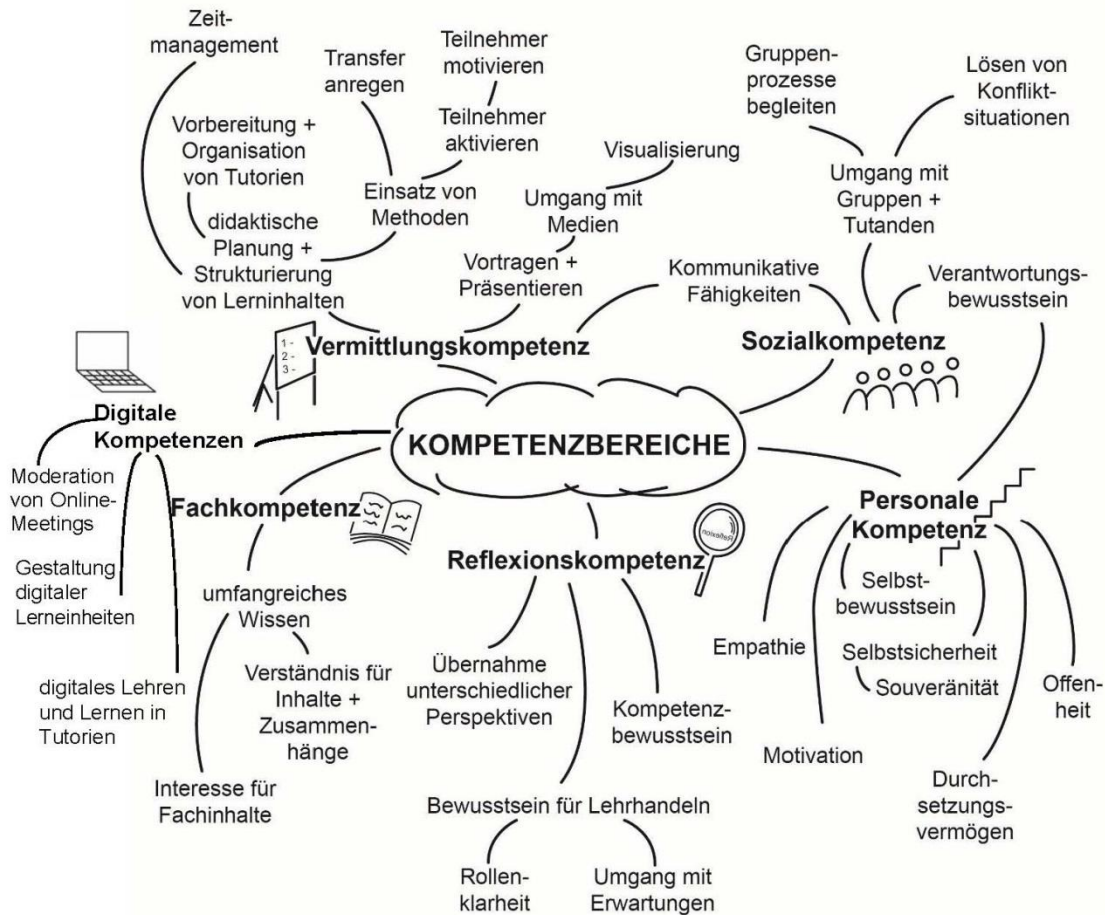 Zeit-
management
Transfer
anregen
Teilnehmer
motivieren
Teilnehmer
aktivieren
Vorbereitung +
Organisation
von Tutorien
Einsatz von
Methoden
didaktische
Planung +
Strukturierung
von Lerninhalten
Visualisierung
Umgang mit
Medien
Vortragen +
Präsentieren
Gruppen-
prozesse
begleiten
Lösen von
Konflikt-
situationen
Umgang mit
Gruppen +
Tutanden
Kommunikative
Fähigkeiten
Verantwortungs-
bewusstsein
1 -
2 -
3 -
Vermittlungskompetenz
Sozialkompetenz
Digitale
Kompetenzen
KOMPETENZBEREICHE
Moderation
von Online-
Meetings
Gestaltung
digitaler
Lerneinheiten
digitales Lehren
und Lernen in
Tutorien
Fachkompetenz
umfangreiches
Wissen
Verständnis für
Inhalte +
Zusammen-
hänge
Interesse für
Fachinhalte
Reflexionskompetenz
Reflexion
Übernahme
unterschiedlicher
Perspektiven
Kompetenz-
bewusstsein
Bewusstsein für Lehrhandeln
Rollen-
klarheit
Umgang mit
Erwartungen
Personale
Kompetenz
Selbst-
bewusstsein
Empathie
Selbstsicherheit
Souveränität
Motivation
Offen-
heit
Durch-
setzungs-
vermögen